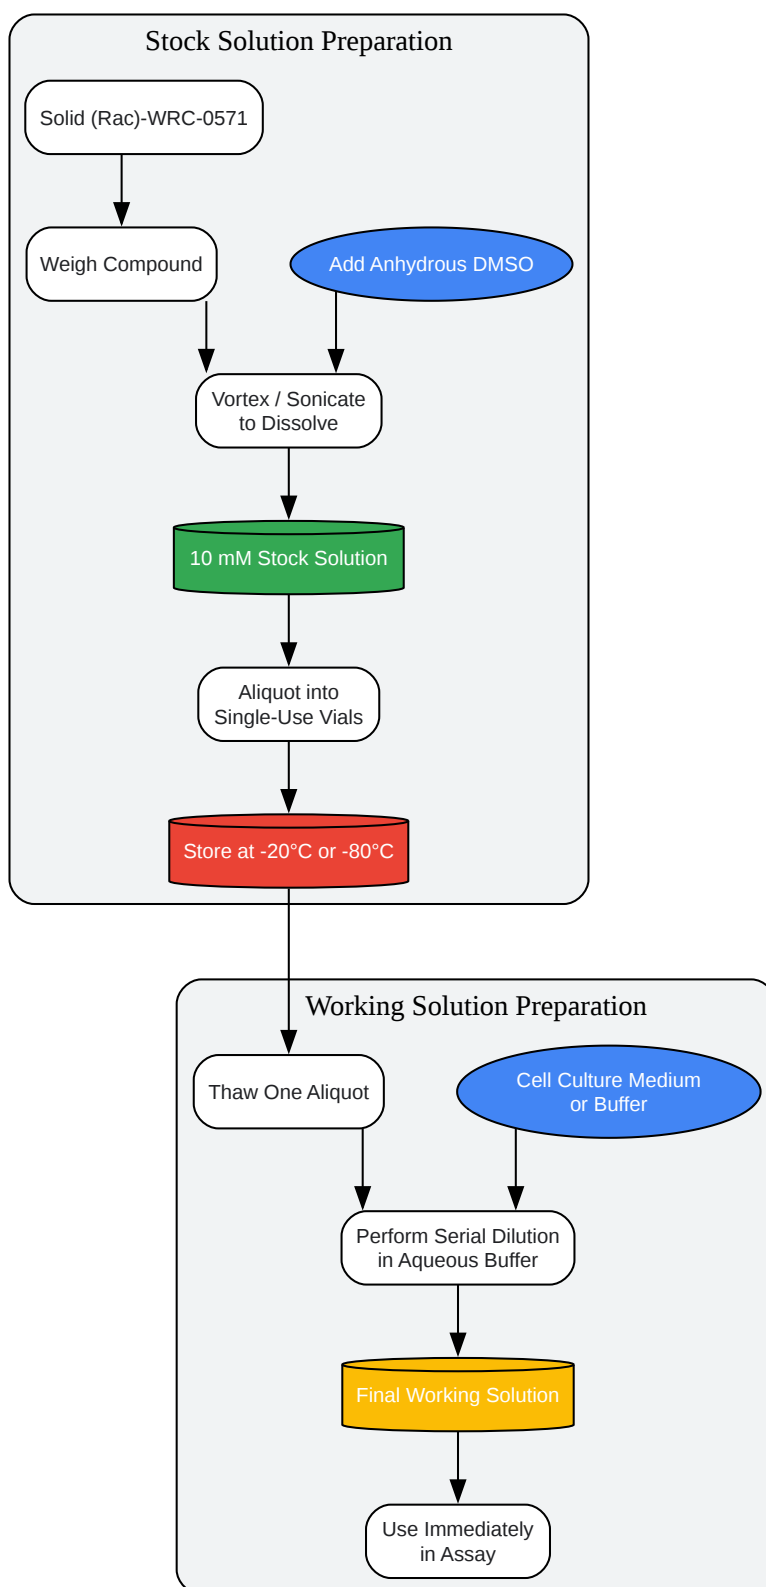 Stock Solution Preparation
Solid (Rac)-WRC-0571
Weigh Compound
Add Anhydrous DMSO
Vortex / Sonicate
to Dissolve
10 mM Stock Solution
Aliquot into
Single-Use Vials
Store at -20°C or -80°C
Working Solution Preparation
Thaw One Aliquot
Cell Culture Medium
or Buffer
Perform Serial Dilution
in Aqueous Buffer
Final Working Solution
Use Immediately
in Assay